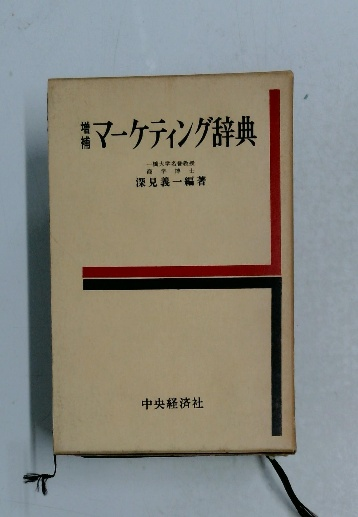 増補 マーケティング辞典
一橋大学名誉教授
商学博士
深見義一編著
中央経済社